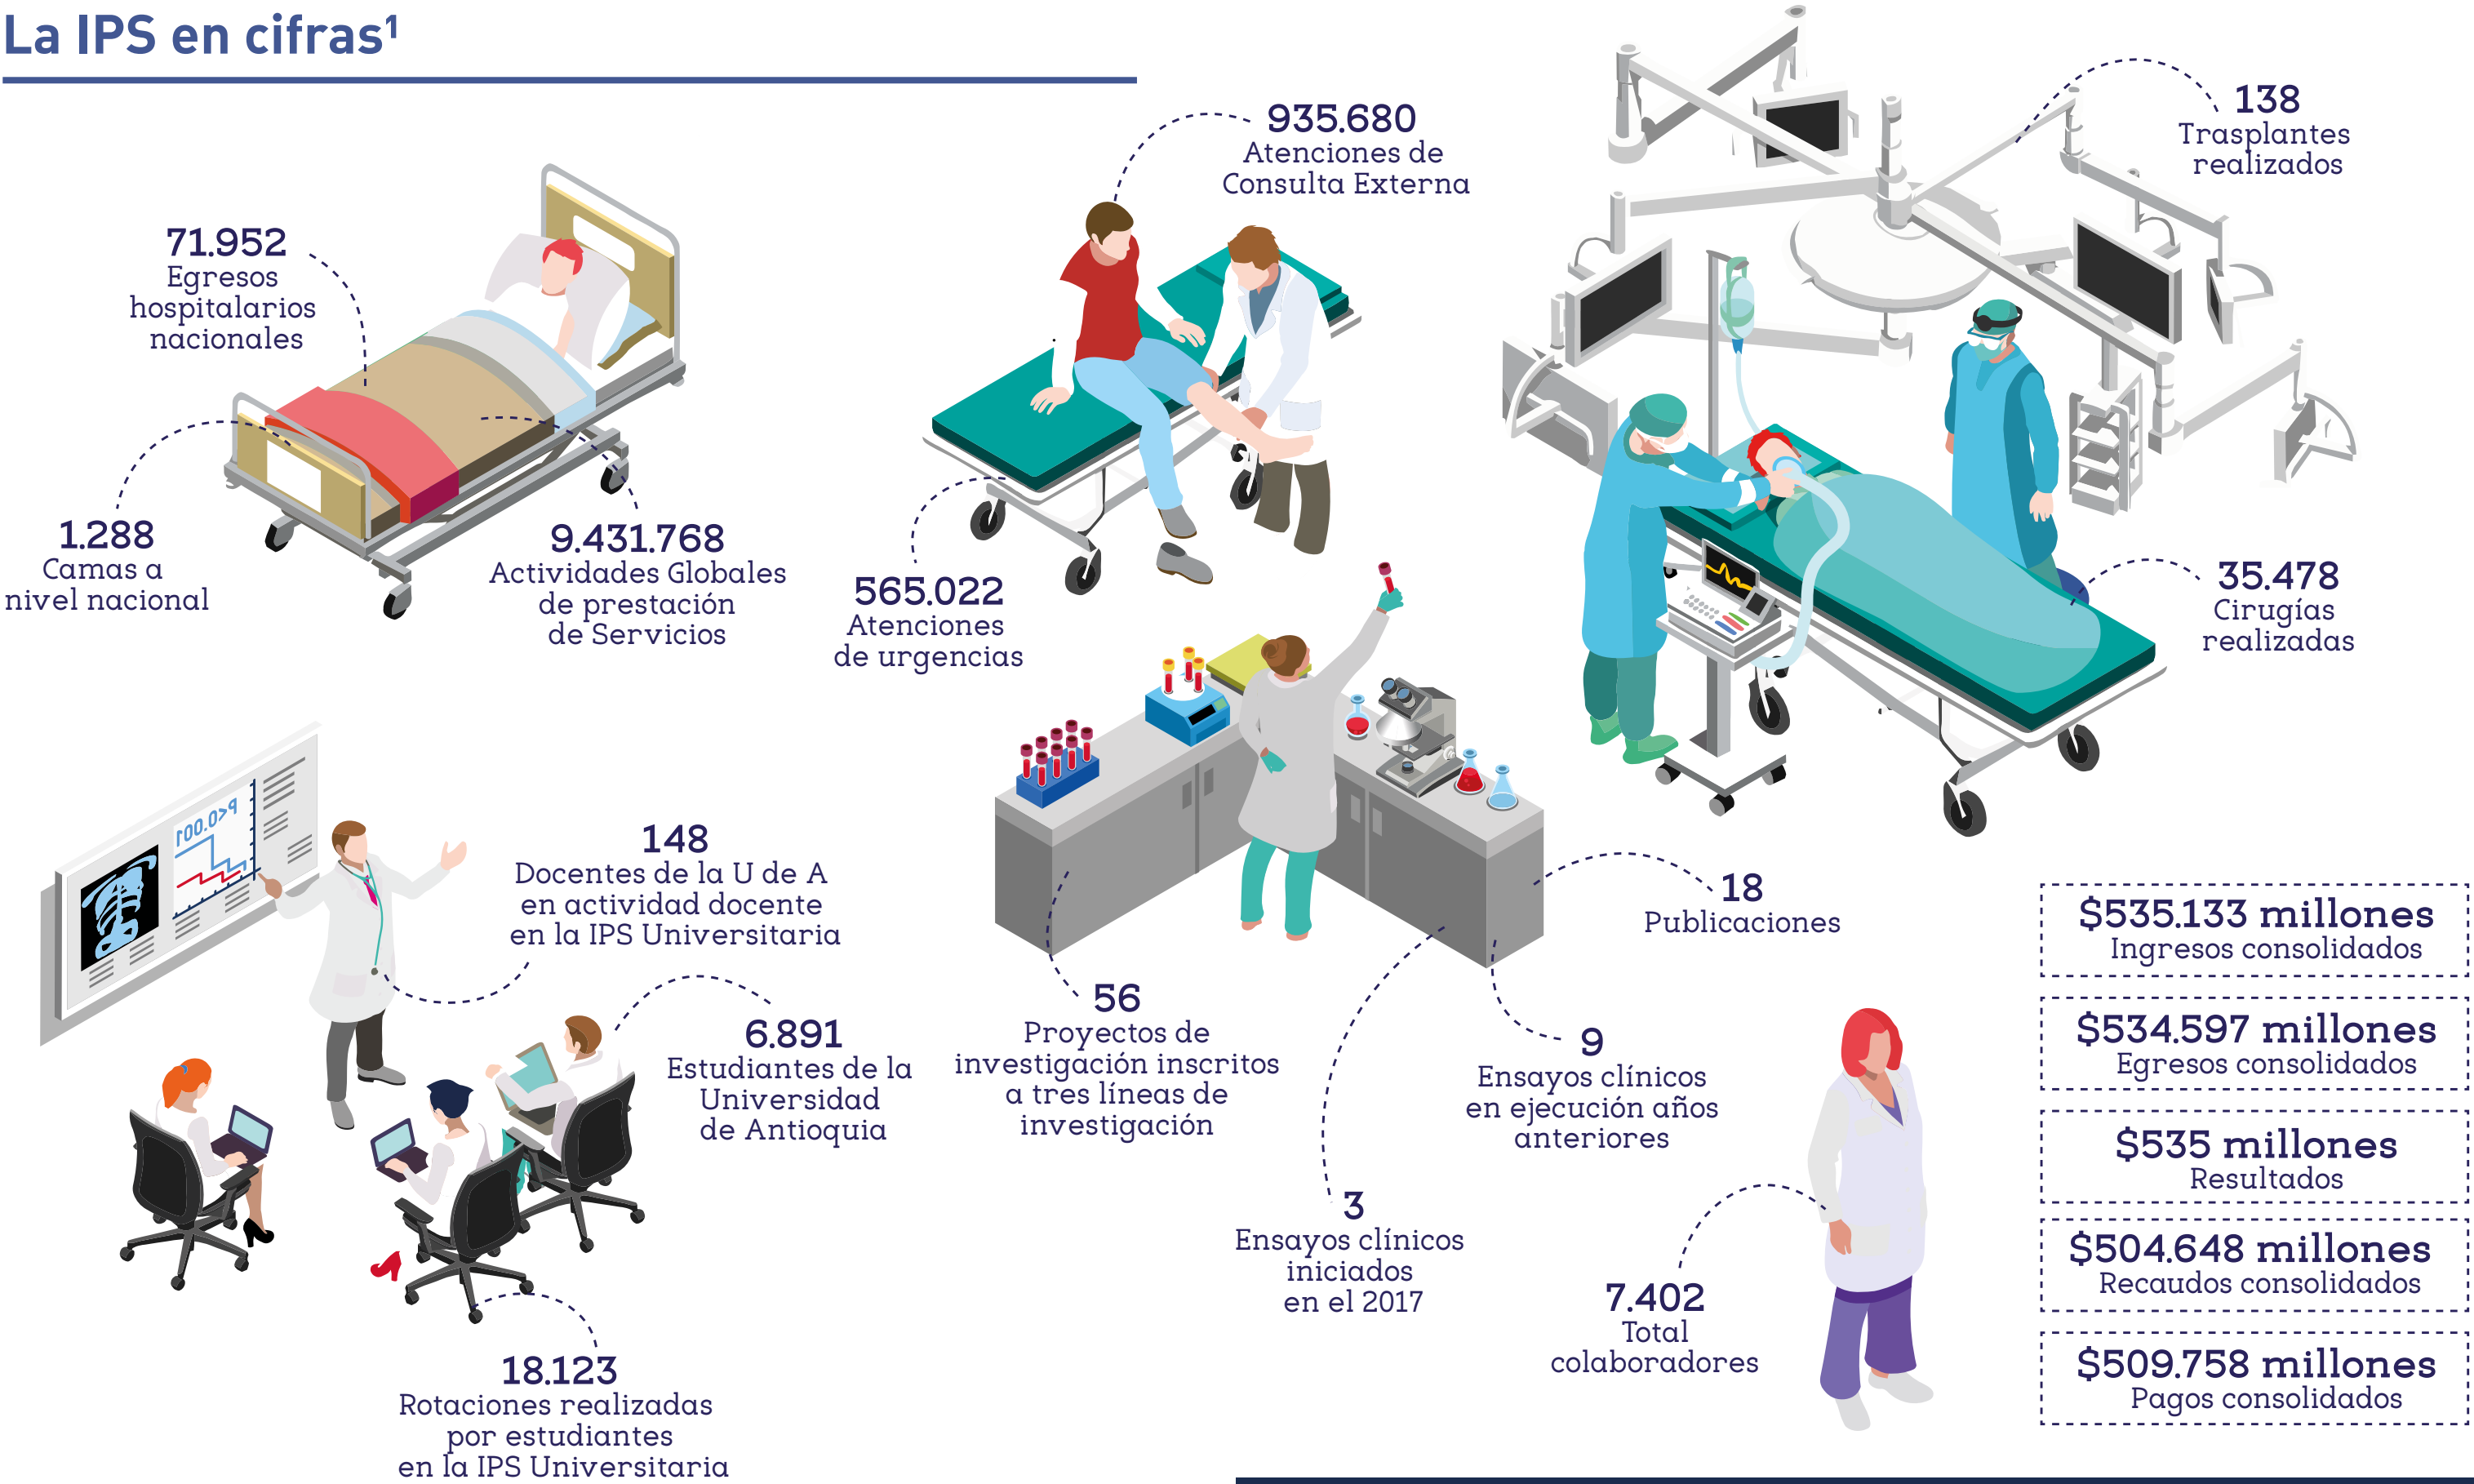 La IPS en cifras¹
71.952
Egresos
hospitalarios
nacionales
1.288
Camas a
nivel nacional
9.431.768
Actividades Globales
de prestación
de Servicios
935.680
Atenciones de
Consulta Externa
565.022
Atenciones
de urgencias
138
Trasplantes
realizados
35.478
Cirugías
realizadas
P<0.001
148
Docentes de la U de A
en actividad docente
en la IPS Universitaria
6.891
Estudiantes de la
Universidad
de Antioquia
18.123
Rotaciones realizadas
por estudiantes
en la IPS Universitaria
56
Proyectos de
investigación inscritos
a tres líneas de
investigación
18
Publicaciones
9
Ensayos clínicos
en ejecución años
anteriores
3
Ensayos clínicos
iniciados
en el 2017
7.402
Total
colaboradores
$535.133 millones
Ingresos consolidados
$534.597 millones
Egresos consolidados
$535 millones
Resultados
$504.648 millones
Recaudos consolidados
$509.758 millones
Pagos consolidados